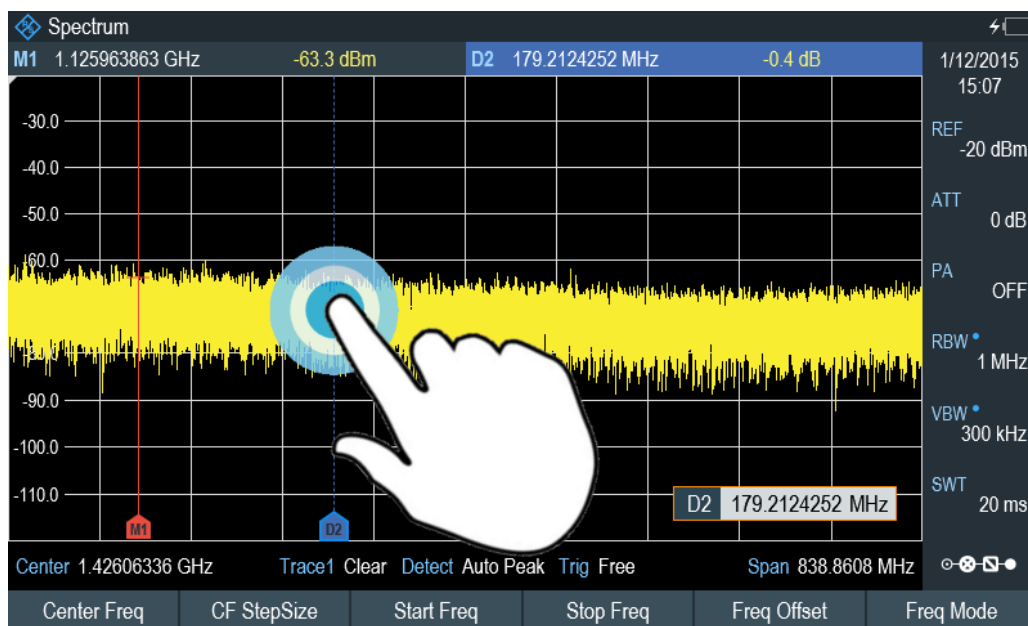 Spectrum
M1 1.125963863 GHz -63.3 dBm D2 179.2124252 MHz -0.4 dB 1/12/2015
15:07
-30.0
REF
-20 dBm
-40.0
-50.0
ATT
0 dB
-60.0
PA
OFF
RBW
1 MHz
-80.0
-90.0
VBW
300 kHz
-100.0
SWT
-110.0
D2 179.2124252 MHz
20 ms
M1 D2
Center 1.42606336 GHz Trace1 Clear Detect Auto Peak Trig Free Span 838.8608 MHz
Center Freq CF StepSize Start Freq Stop Freq Freq Offset Freq Mode